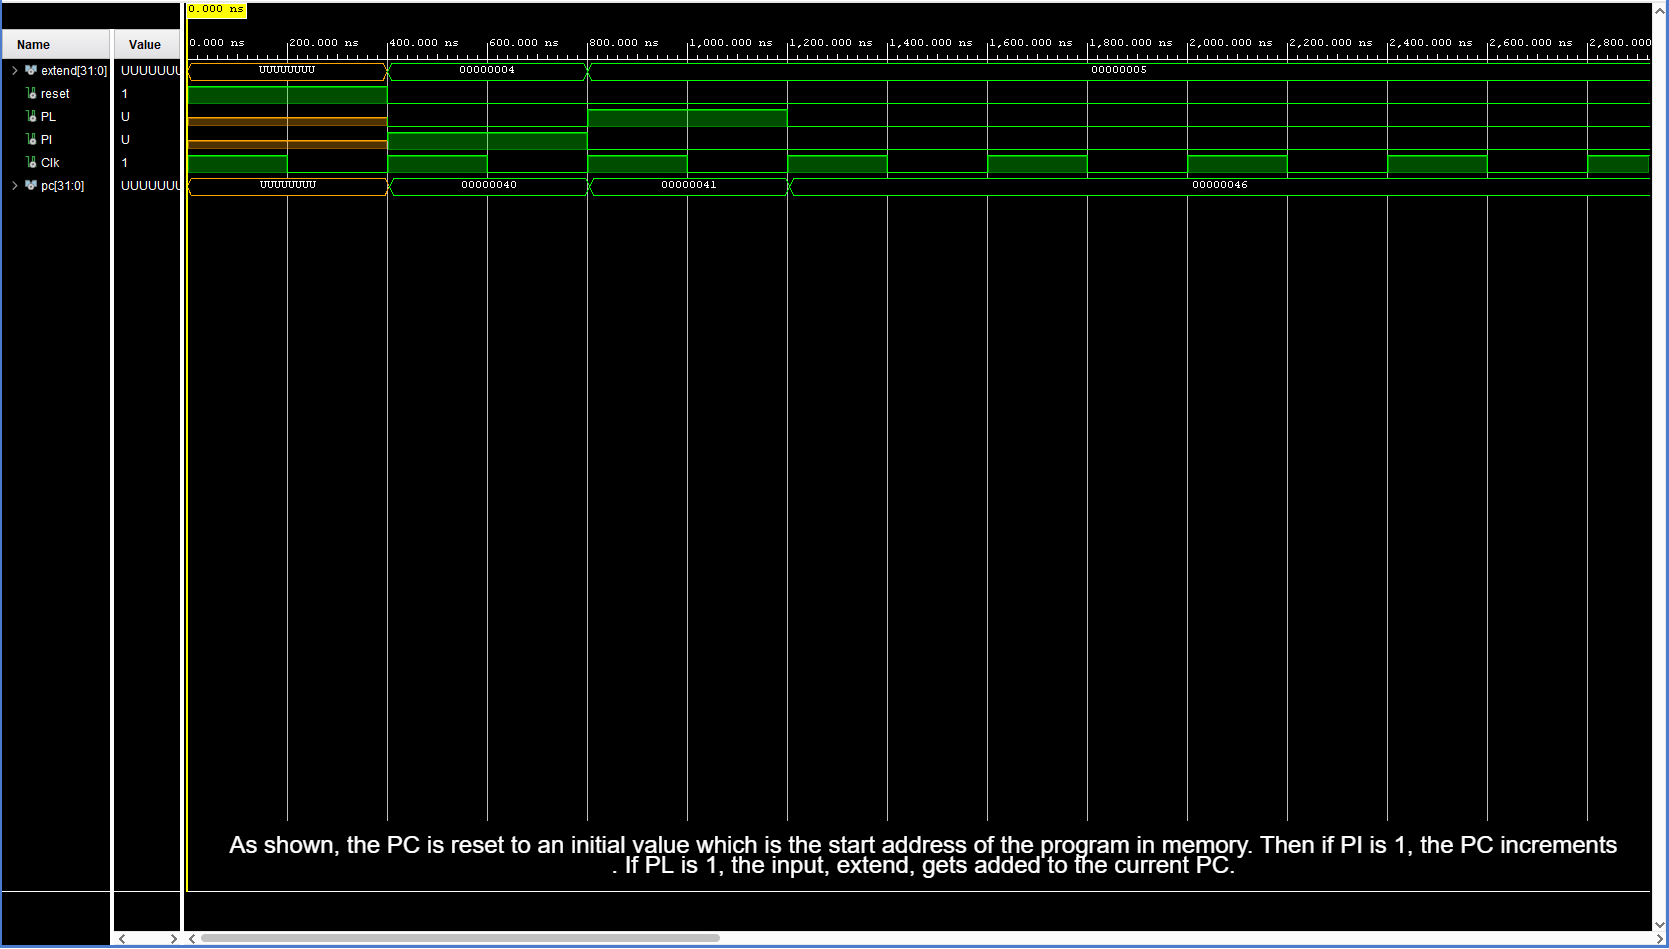 0.000 ns
Name
Value
0.000 ns 200.000 ns 400.000 ns 600.000 ns 800.000 ns 1,000.000 ns 1,200.000 ns 1,400.000 ns 1,600.000 ns 1,800.000 ns 2,000.000 ns 2,200.000 ns 2,400.000 ns 2,600.000 ns 2,800.000
extend[31:0] UUUUUUU UUUUUUUU 00000004 00000005
reset 1
PL U
PI U
Clk 1
pc[31:0] UUUUUUU UUUUUUUU 00000040 00000041 00000046
As shown, the PC is reset to an initial value which is the start address of the program in memory. Then if PI is 1, the PC increments
. If PL is 1, the input, extend, gets added to the current PC.